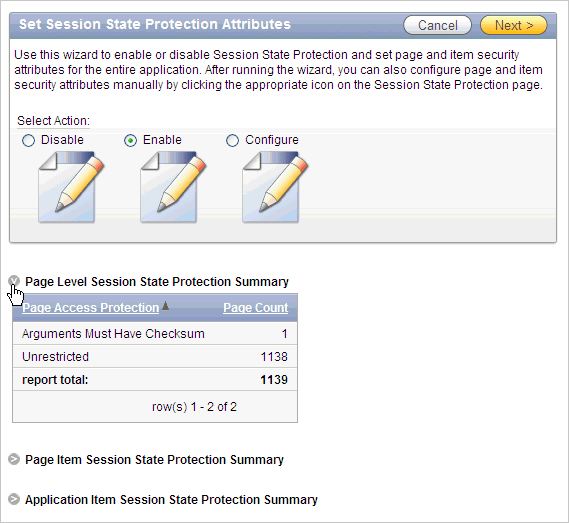 Set Session State Protection Attributes
Cancel
Next >
Use this wizard to enable or disable Session State Protection and set page and item security
attributes for the entire application. After running the wizard, you can also configure page and item
security attributes manually by clicking the appropriate icon on the Session State Protection page.
Select Action:
Disable
Enable
Configure
Page Level Session State Protection Summary
Page Access Protection Page Count
Arguments Must Have Checksum 1
Unrestricted 1138
report total: 1139
row(s) 1 - 2 of 2
Page Item Session State Protection Summary
Application Item Session State Protection Summary